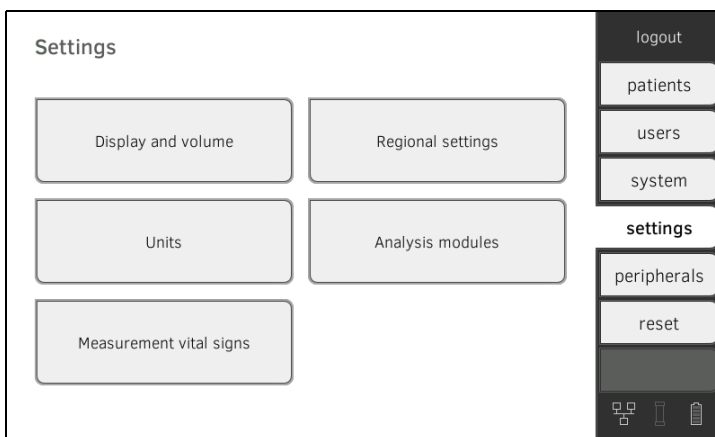 Settings
Display and volume
Regional settings
Units
Analysis modules
Measurement vital signs
logout
patients
users
system
settings
peripherals
reset